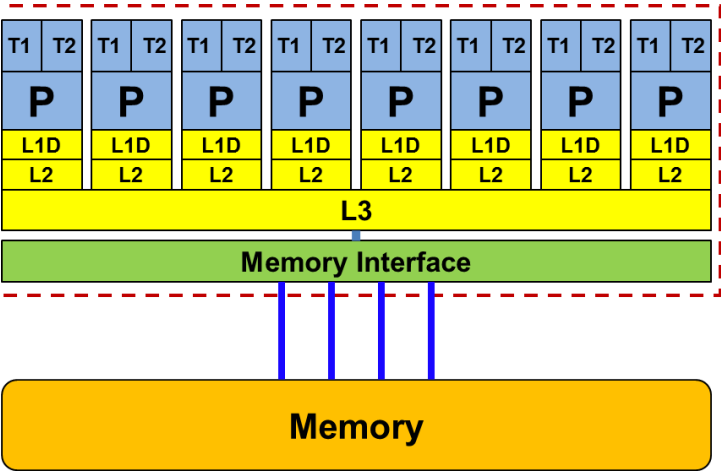 T1 T2 T1 T2 T1 T2 T1 T2 T1 T2 T1 T2 T1 T2 T1 T2
P P P P P P P P
L1D L1D L1D L1D L1D L1D L1D L1D
L2 L2 L2 L2 L2 L2 L2 L2
L3
Memory Interface
Memory